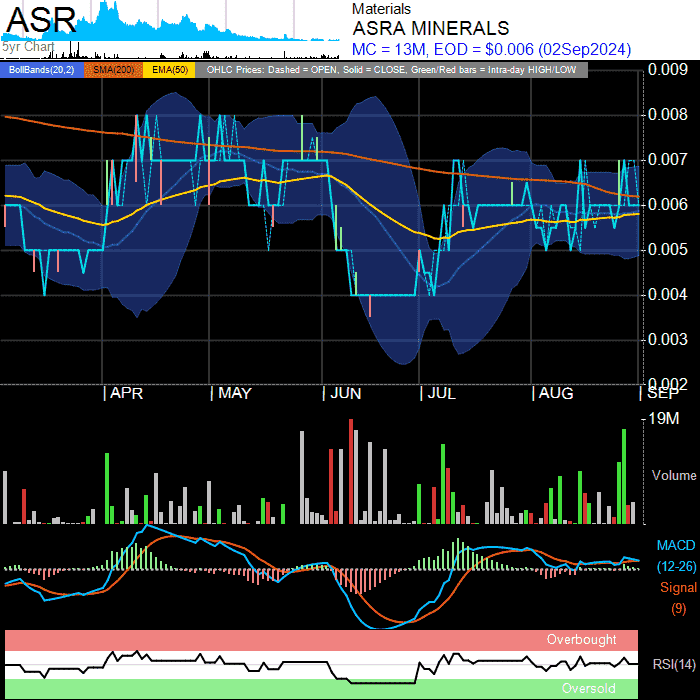 ASR
5yr Chart
Materials
ASRA MINERALS
MC = 13M, EOD = $0.006 (02Sep2024)
BollBands(20,2) SMA(200) EMA(50) OHLC Prices: Dashed = OPEN, Solid = CLOSE, Green/Red bars = Intra-day HIGH/LOW
0.009
0.008
0.007
0.006
0.005
0.004
0.003
0.002
APR MAY JUN JUL AUG SEP
19M
Volume
MACD
(12-26)
Signal
(9)
Overbought
RSI(14)
Oversold